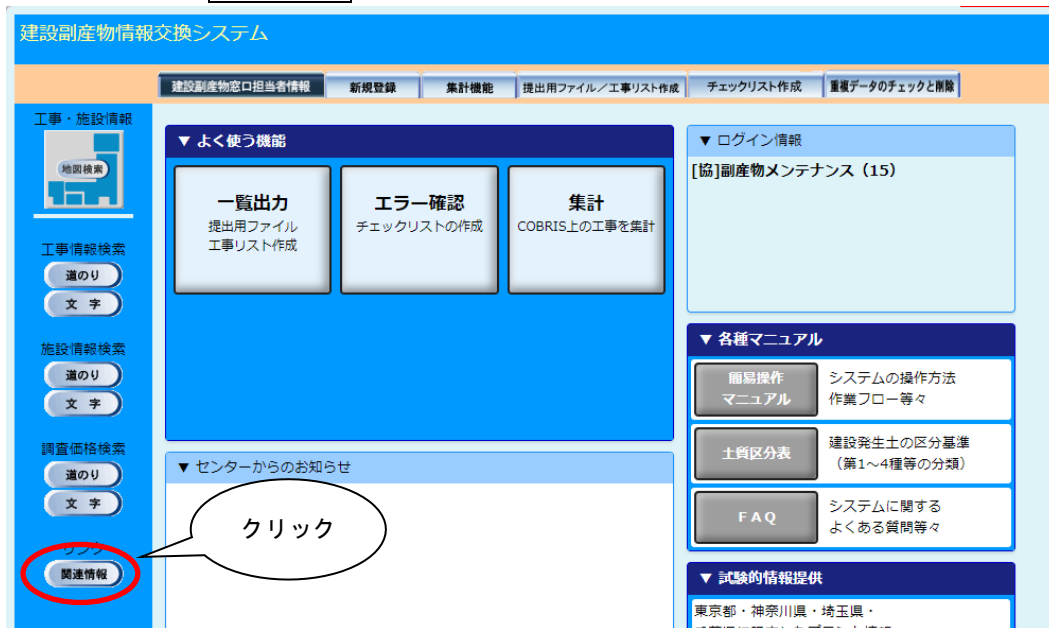 建設副産物情報交換システム
建設副産物窓口担当者情報
新規登録
集計機能
提出用ファイル／工事リスト作成
チェックリスト作成
重複データのチェックと削除
工事・施設情報
地図検索
工事情報検索
道のり
文 字
施設情報検索
道のり
文 字
調査価格検索
道のり
文 字
リンク
関連情報
▼ よく使う機能
一覧出力
提出用ファイル
工事リスト作成
エラー確認
チェックリストの作成
集計
COBRIS上の工事を集計
▼ センターからのお知らせ
クリック
▼ ログイン情報
[協]副産物メンテナンス（15）
▼ 各種マニュアル
簡易操作
マニュアル
システムの操作方法
作業フロー等々
土質区分表
建設発生土の区分基準
（第1～4種等の分類）
ＦＡＱ
システムに関する
よくある質問等々
▼ 試験的情報提供
東京都・神奈川県・埼玉県・